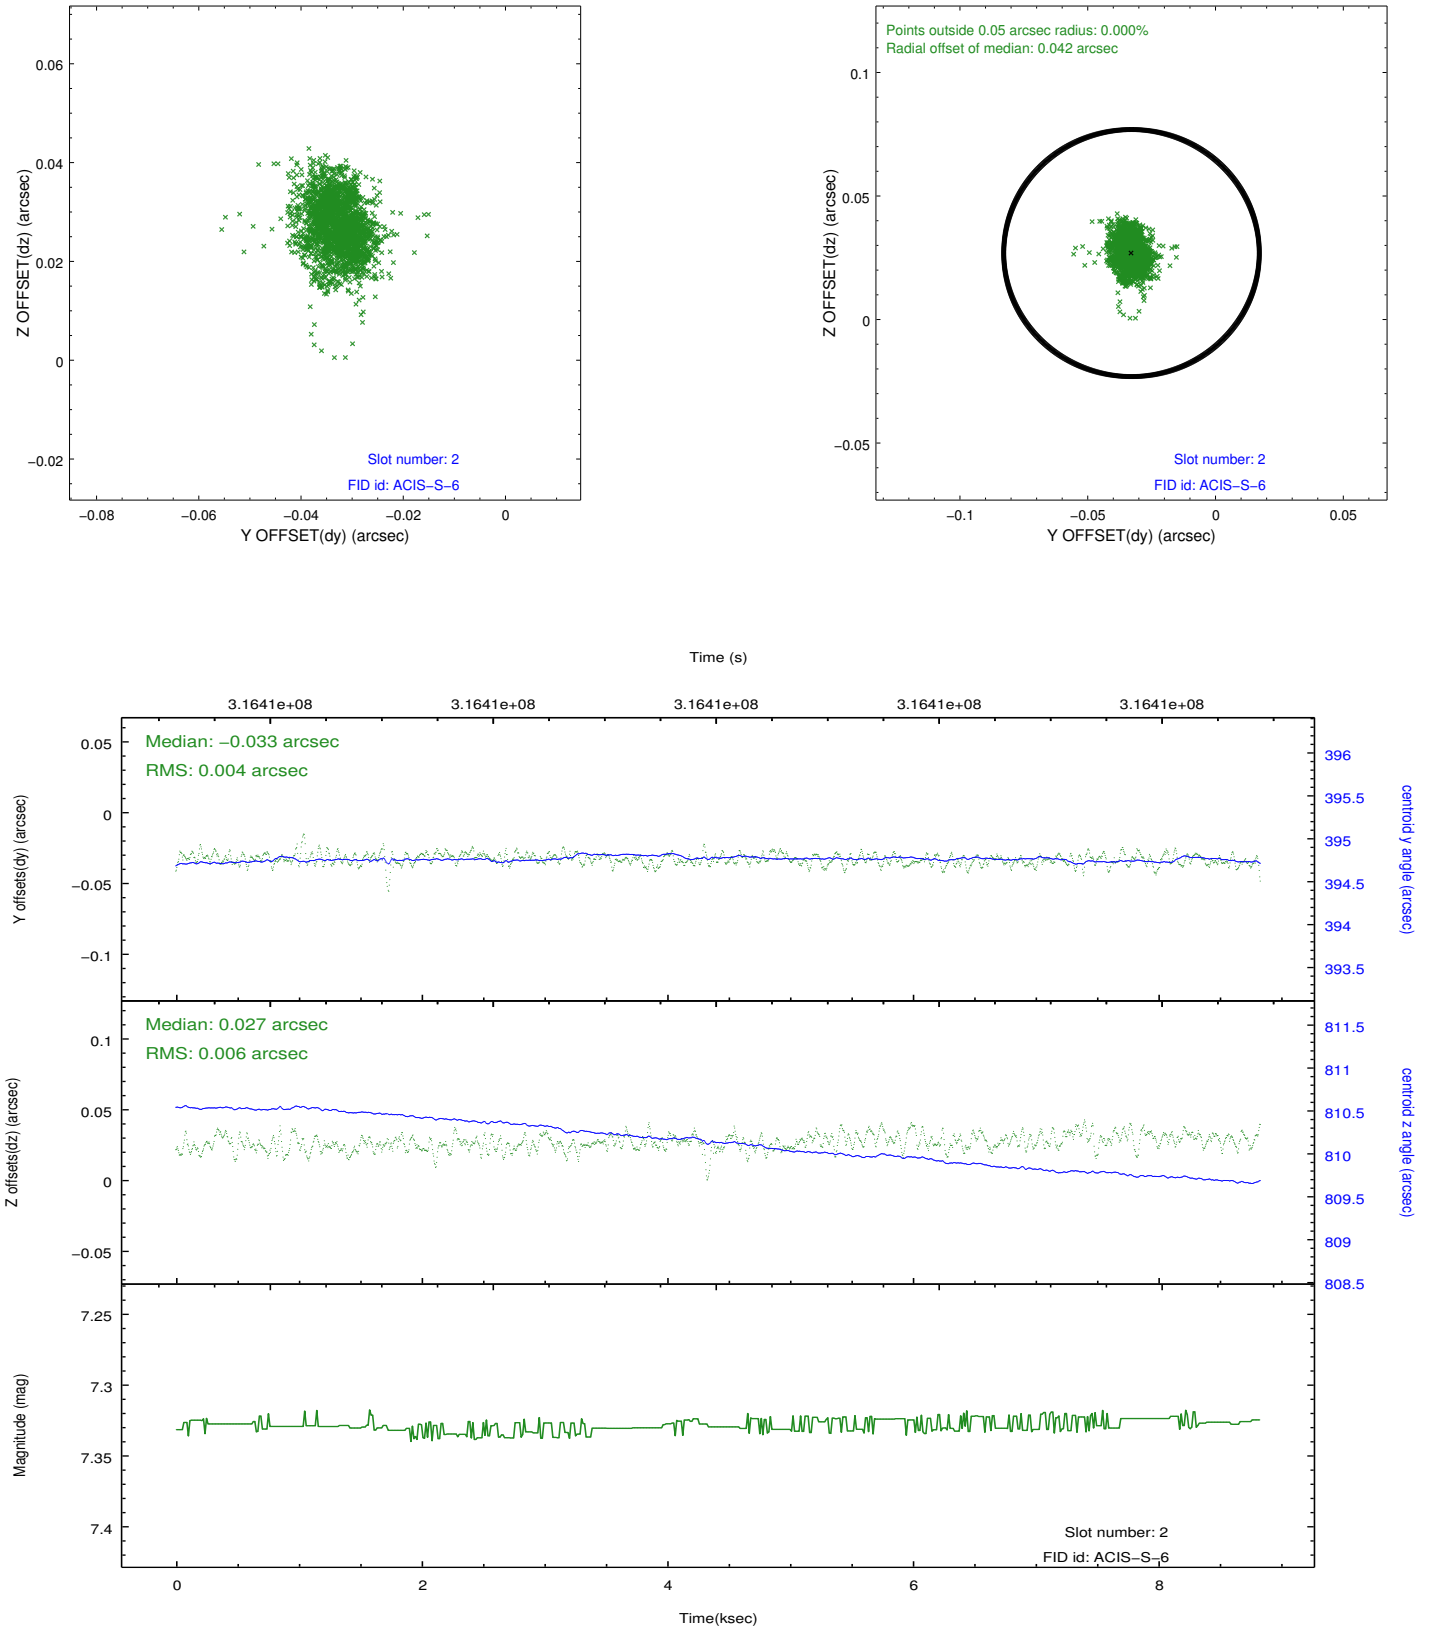 0.06
0.04
0.02
0
−0.02
Z OFFSET(dz) (arcsec)
Slot number: 2
FID id: ACIS−S−6
−0.08 −0.06 −0.04 −0.02 0
Y OFFSET(dy) (arcsec)
Points outside 0.05 arcsec radius: 0.000%
Radial offset of median: 0.042 arcsec
0.1
0.05
0
−0.05
Z OFFSET(dz) (arcsec)
Slot number: 2
FID id: ACIS−S−6
−0.1 −0.05 0 0.05
Y OFFSET(dy) (arcsec)
Time (s)
3.1641e+08 3.1641e+08 3.1641e+08 3.1641e+08 3.1641e+08
Median: −0.033 arcsec
RMS: 0.004 arcsec
0.05
0
−0.05
−0.1
Y offsets(dy) (arcsec)
396
395.5
395
394.5
394
393.5
centroid y angle (arcsec)
Median: 0.027 arcsec
RMS: 0.006 arcsec
0.1
0.05
0
−0.05
Z offsets(dz) (arcsec)
811.5
811
810.5
810
809.5
809
808.5
centroid z angle (arcsec)
7.25
7.3
7.35
7.4
Magnitude (mag)
Slot number: 2
FID id: ACIS−S−6
0 2 4 6 8
Time(ksec)